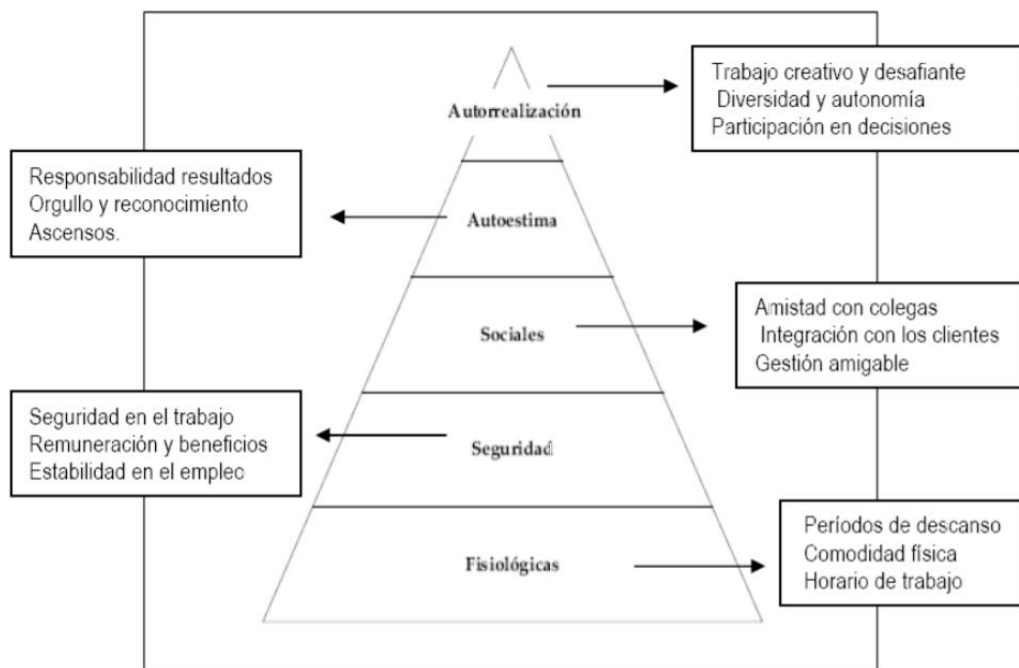 Trabajo creativo y desafiante
Diversidad y autonomía
Participación en decisiones
Autorrealización
Responsabilidad resultados
Orgullo y reconocimiento
Ascensos.
Autoestima
Amistad con colegas
Integración con los clientes
Gestión amigable
Sociales
Seguridad en el trabajo
Remuneración y beneficios
Estabilidad en el empleo
Seguridad
Períodos de descanso
Comodidad física
Horario de trabajo
Fisiológicas